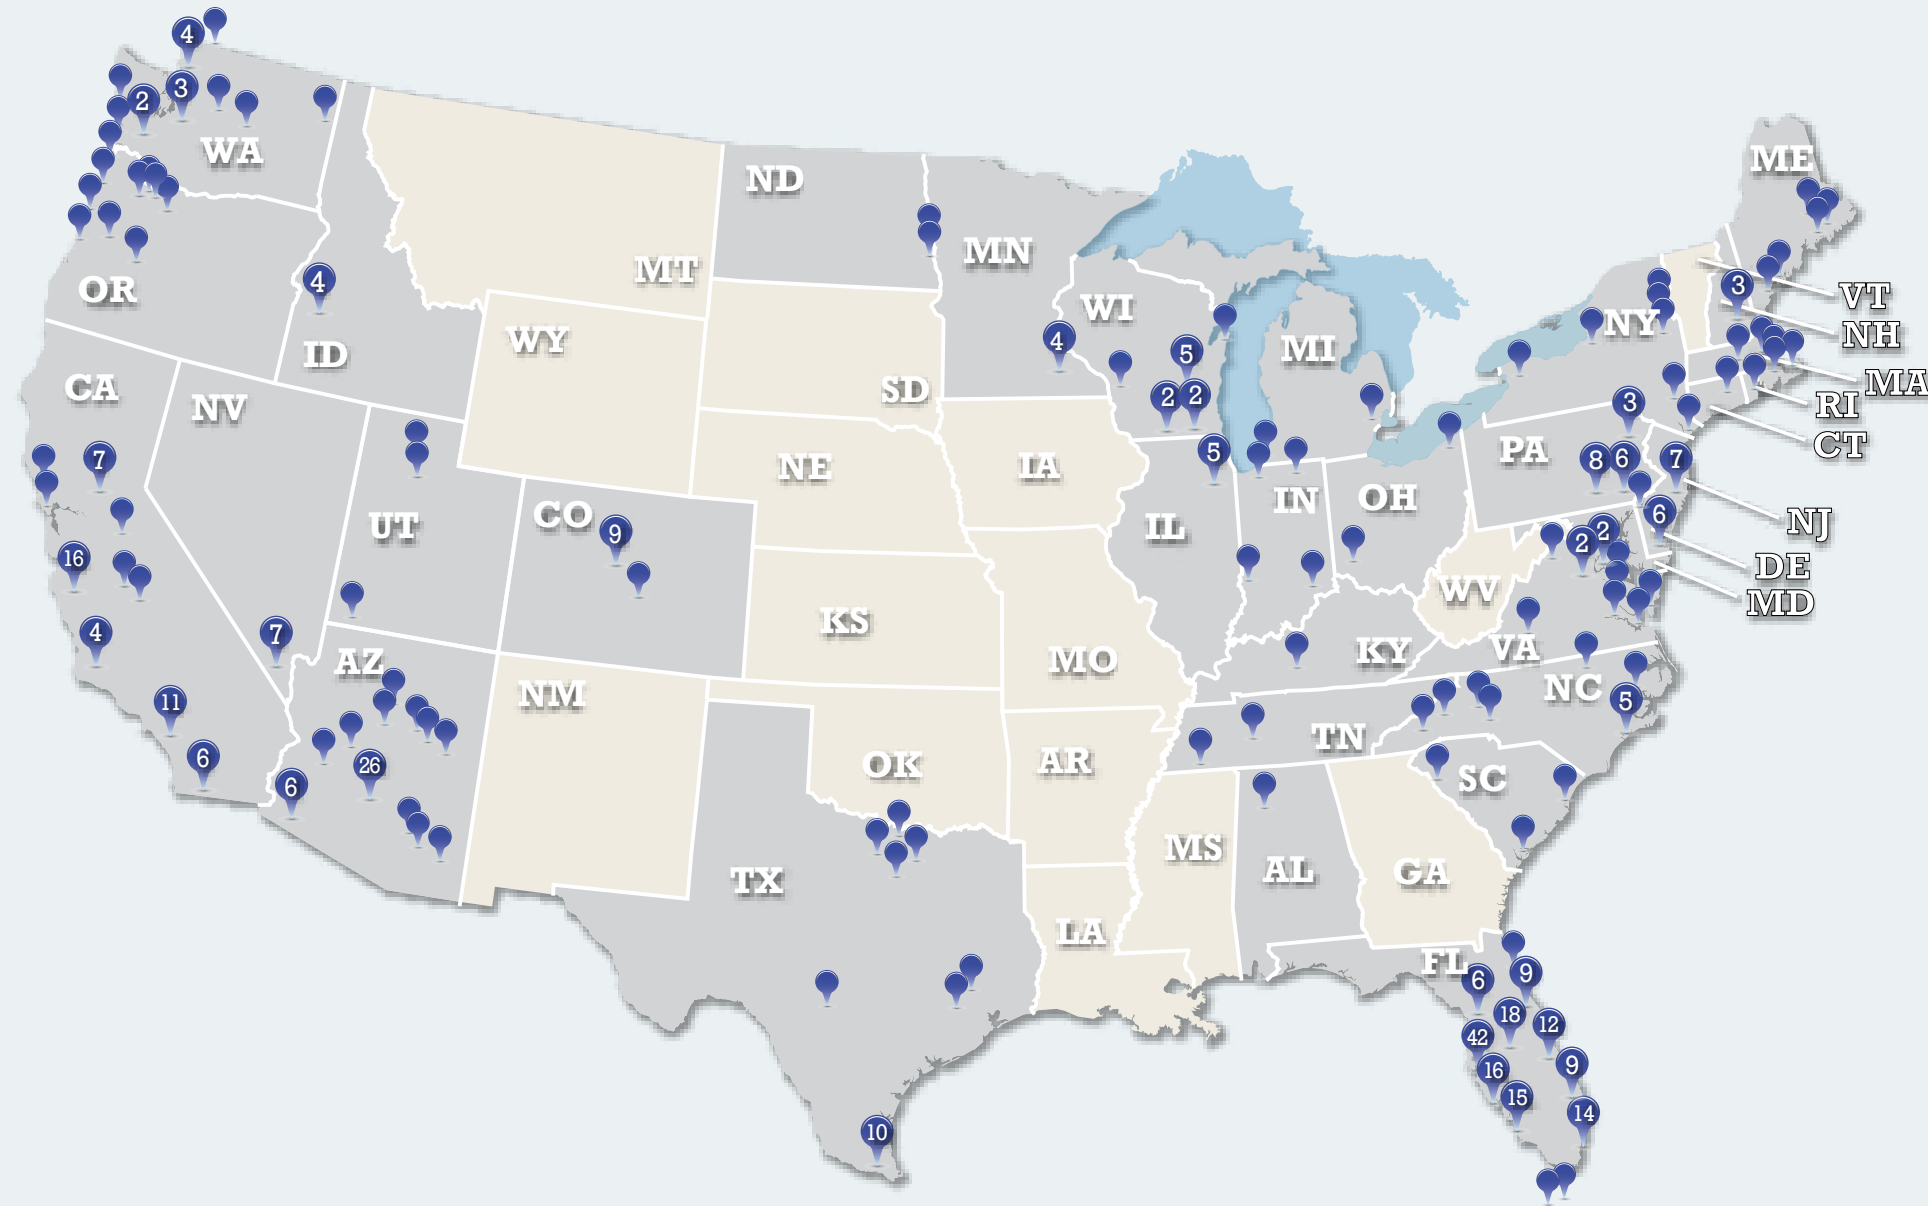 4
3
2
WA
ME
ND
MN
MT
OR
4
ID
WY
WI
4
5
2 2
MI
NY
3
VT
NH
MA
RI
CT
CA
NV
SD
3
7
NE
IA
5
IN
OH
PA
8 6
7
NJ
UT
CO
9
IL
6
2
2
DE
MD
16
4
7
KS
MO
KY
WV
VA
AZ
NM
NC
5
11
6
26
6
OK
AR
TN
SC
TX
MS
AL
GA
LA
FL
6
9
18
12
42
16
9
15
14
10